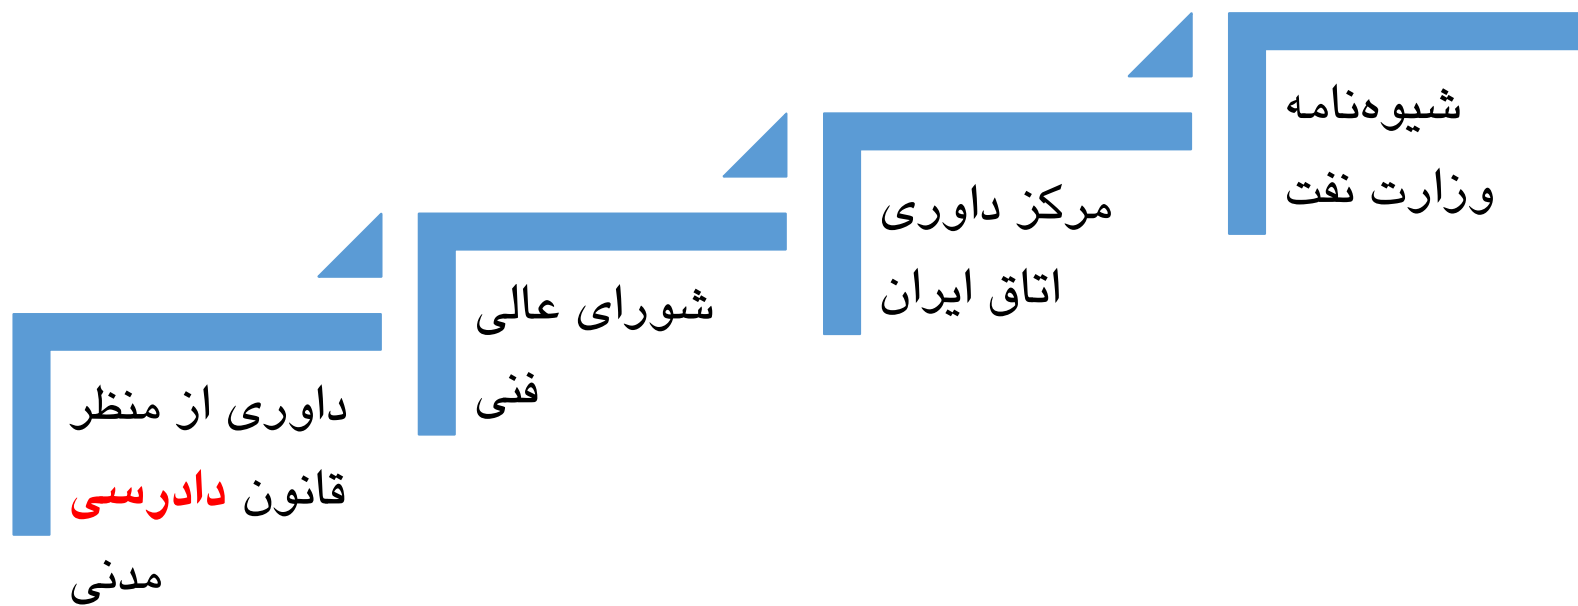 داوری از منظر
قانون دادرسی
مدنی
شورای عالی
فنی
مرکز داوری
اتاق ایران
شیوه‌نامه
وزارت نفت